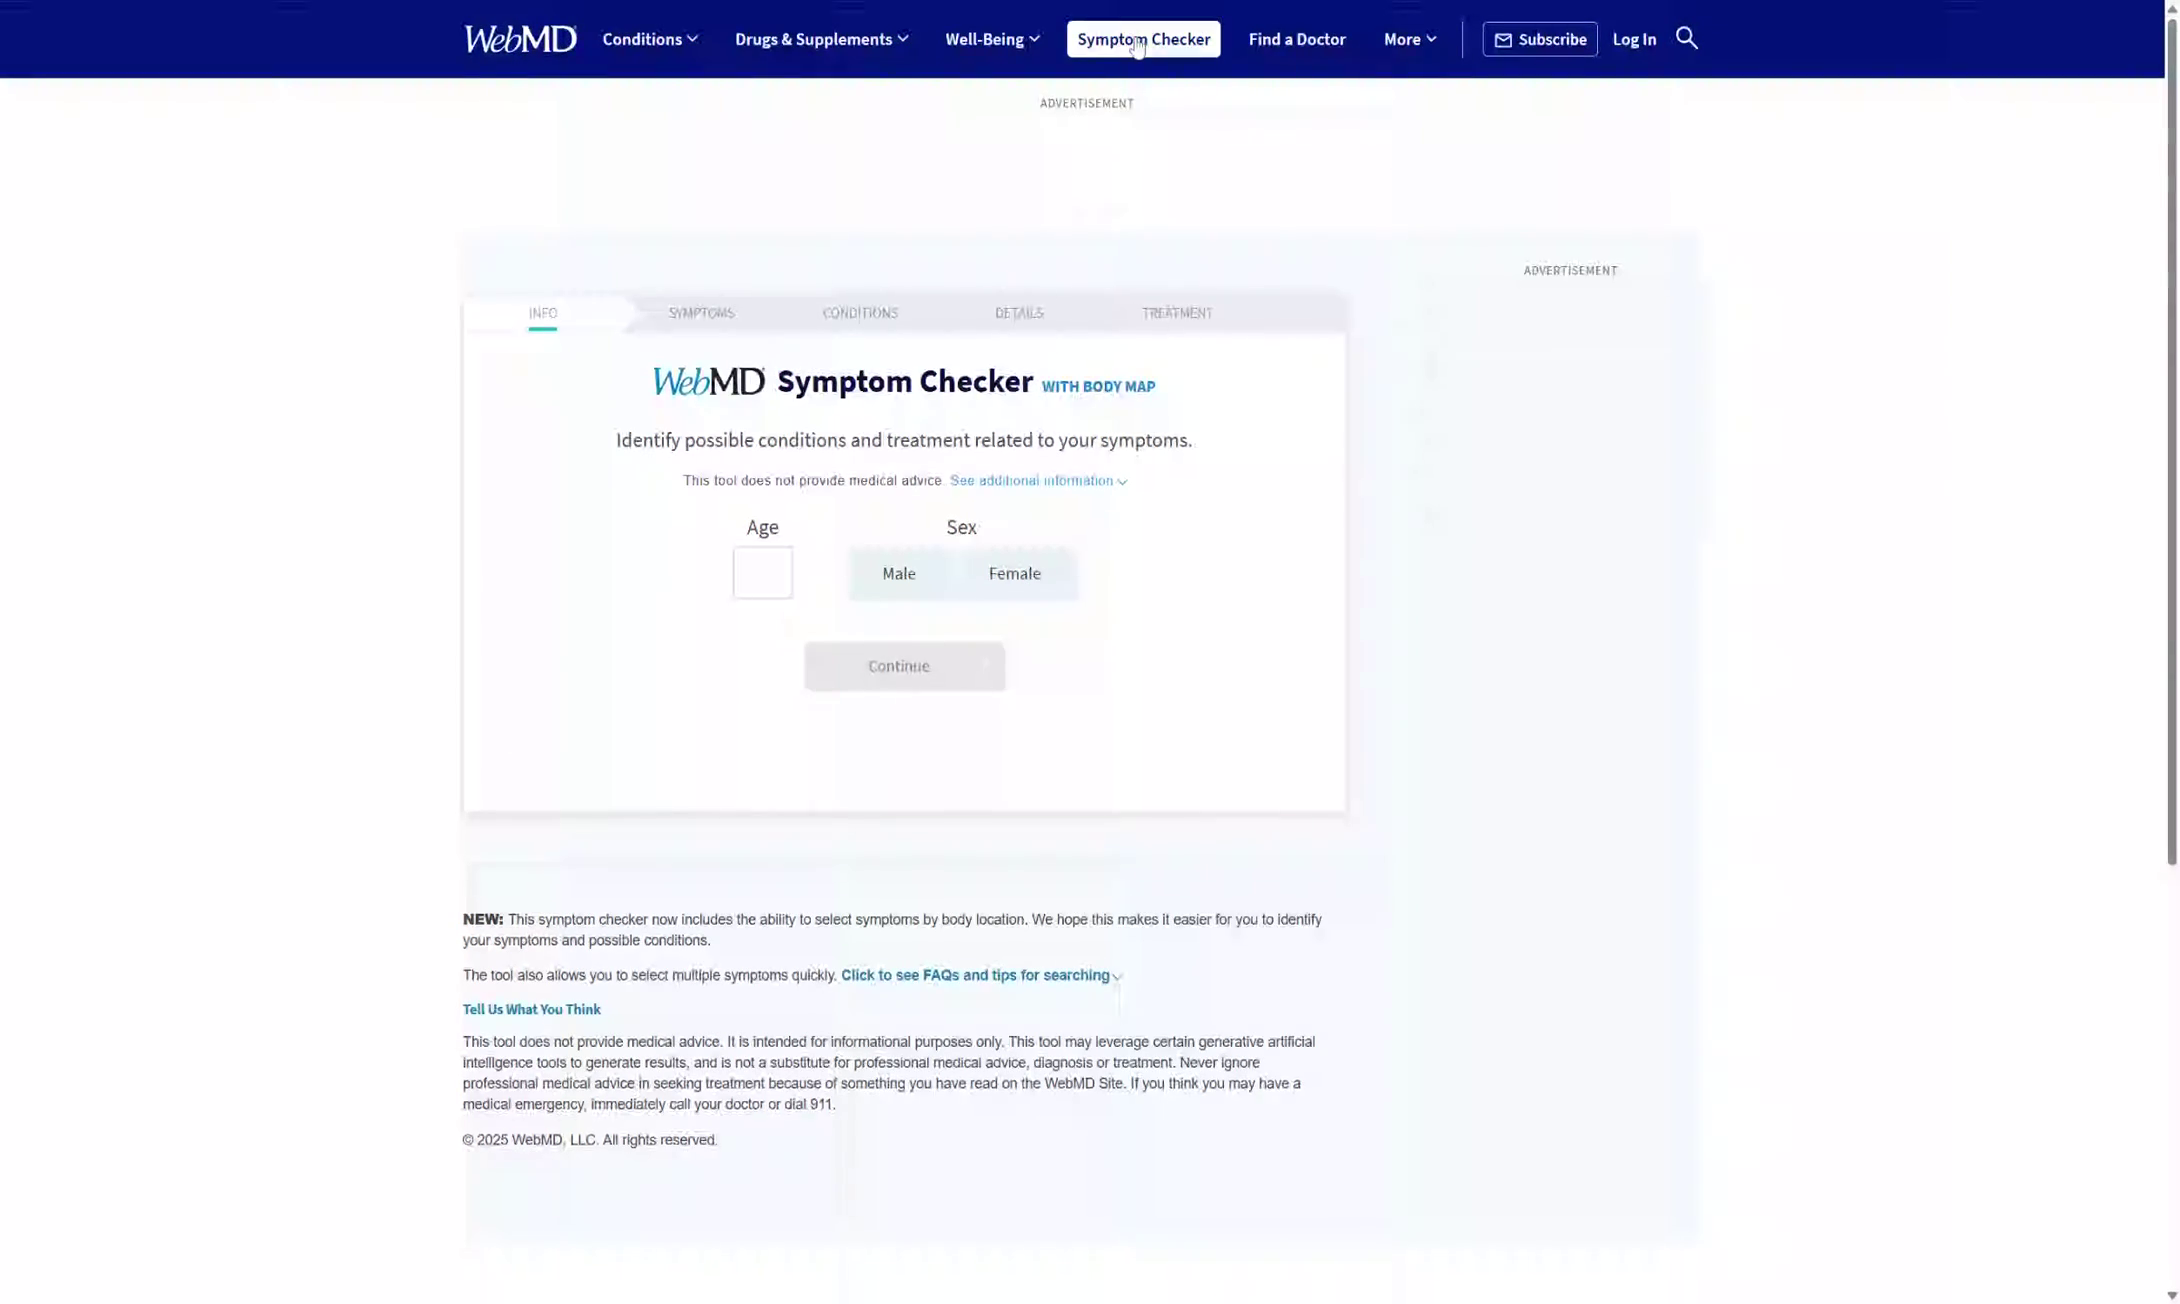 WebMD Conditions Drugs & Supplements Well-Being Symptom Checker Find a Doctor More Subscribe Log In
ADVERTISEMENT
ADVERTISEMENT
INFO SYMPTOMS CONDITIONS DETAILS TREATMENT
WebMD Symptom Checker WITH BODY MAP
Identify possible conditions and treatment related to your symptoms.
This tool does not provide medical advice. See additional information
Age Sex
Male Female
Continue
NEW: This symptom checker now includes the ability to select symptoms by body location. We hope this makes it easier for you to identify
your symptoms and possible conditions.
The tool also allows you to select multiple symptoms quickly. Click to see FAQs and tips for searching
Tell Us What You Think
This tool does not provide medical advice. It is intended for informational purposes only. This tool may leverage certain generative artificial
intelligence tools to generate results, and is not a substitute for professional medical advice, diagnosis or treatment. Never ignore
professional medical advice in seeking treatment because of something you have read on the WebMD Site. If you think you may have a
medical emergency, immediately call your doctor or dial 911.
© 2025 WebMD, LLC. All rights reserved.